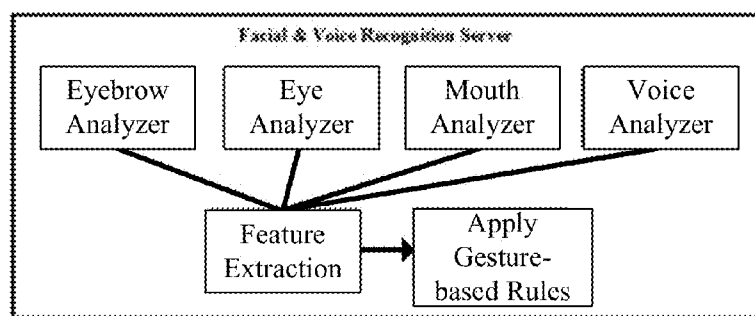 Facial & Voice Recognition Server
Eyebrow
Analyzer
Eye
Analyzer
Mouth
Analyzer
Voice
Analyzer
Feature
Extraction
Apply
Gesture-
based Rules